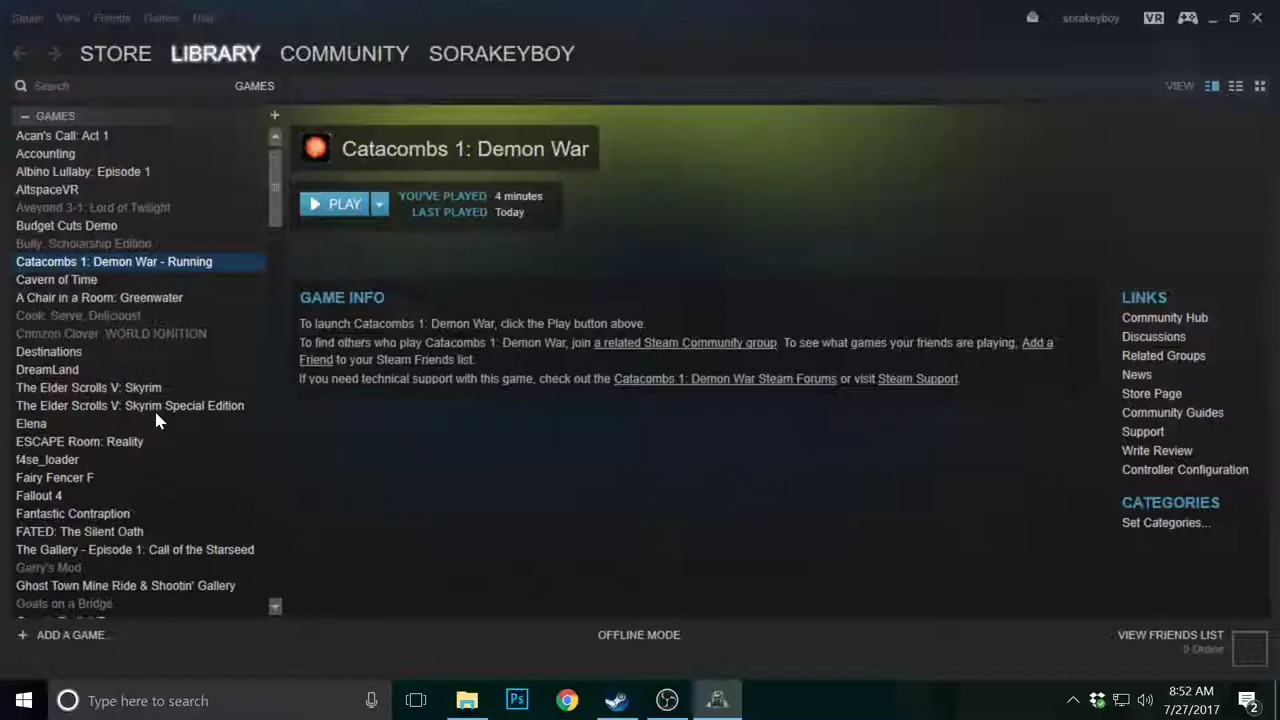 Steam View Friends Games Help
sorakeyboy VR
STORE LIBRARY COMMUNITY SORAKEYBOY
Search GAMES VIEW
GAMES
Acan's Call: Act 1
Accounting
Albino Lullaby: Episode 1
AltspaceVR
Aveyond 3-1: Lord of Twilight
Budget Cuts Demo
Bully: Scholarship Edition
Catacombs 1: Demon War - Running
Cavern of Time
A Chair in a Room: Greenwater
Cook, Serve, Delicious!
Crimzon Clover WORLD IGNITION
Destinations
DreamLand
The Elder Scrolls V: Skyrim
The Elder Scrolls V: Skyrim Special Edition
Elena
ESCAPE Room: Reality
f4se_loader
Fairy Fencer F
Fallout 4
Fantastic Contraption
FATED: The Silent Oath
The Gallery - Episode 1: Call of the Starseed
Garry's Mod
Ghost Town Mine Ride & Shootin' Gallery
Goats on a Bridge
Catacombs 1: Demon War
PLAY
YOU'VE PLAYED 4 minutes
LAST PLAYED Today
GAME INFO
To launch Catacombs 1: Demon War, click the Play button above.
To find others who play Catacombs 1: Demon War, join a related Steam Community group. To see what games your friends are playing, Add a
Friend to your Steam Friends list.
If you need technical support with this game, check out the Catacombs 1: Demon War Steam Forums or visit Steam Support.
LINKS
Community Hub
Discussions
Related Groups
News
Store Page
Community Guides
Support
Write Review
Controller Configuration
CATEGORIES
Set Categories...
ADD A GAME...
OFFLINE MODE
VIEW FRIENDS LIST
0 Online
Type here to search
Ps
8:52 AM
7/27/2017
2